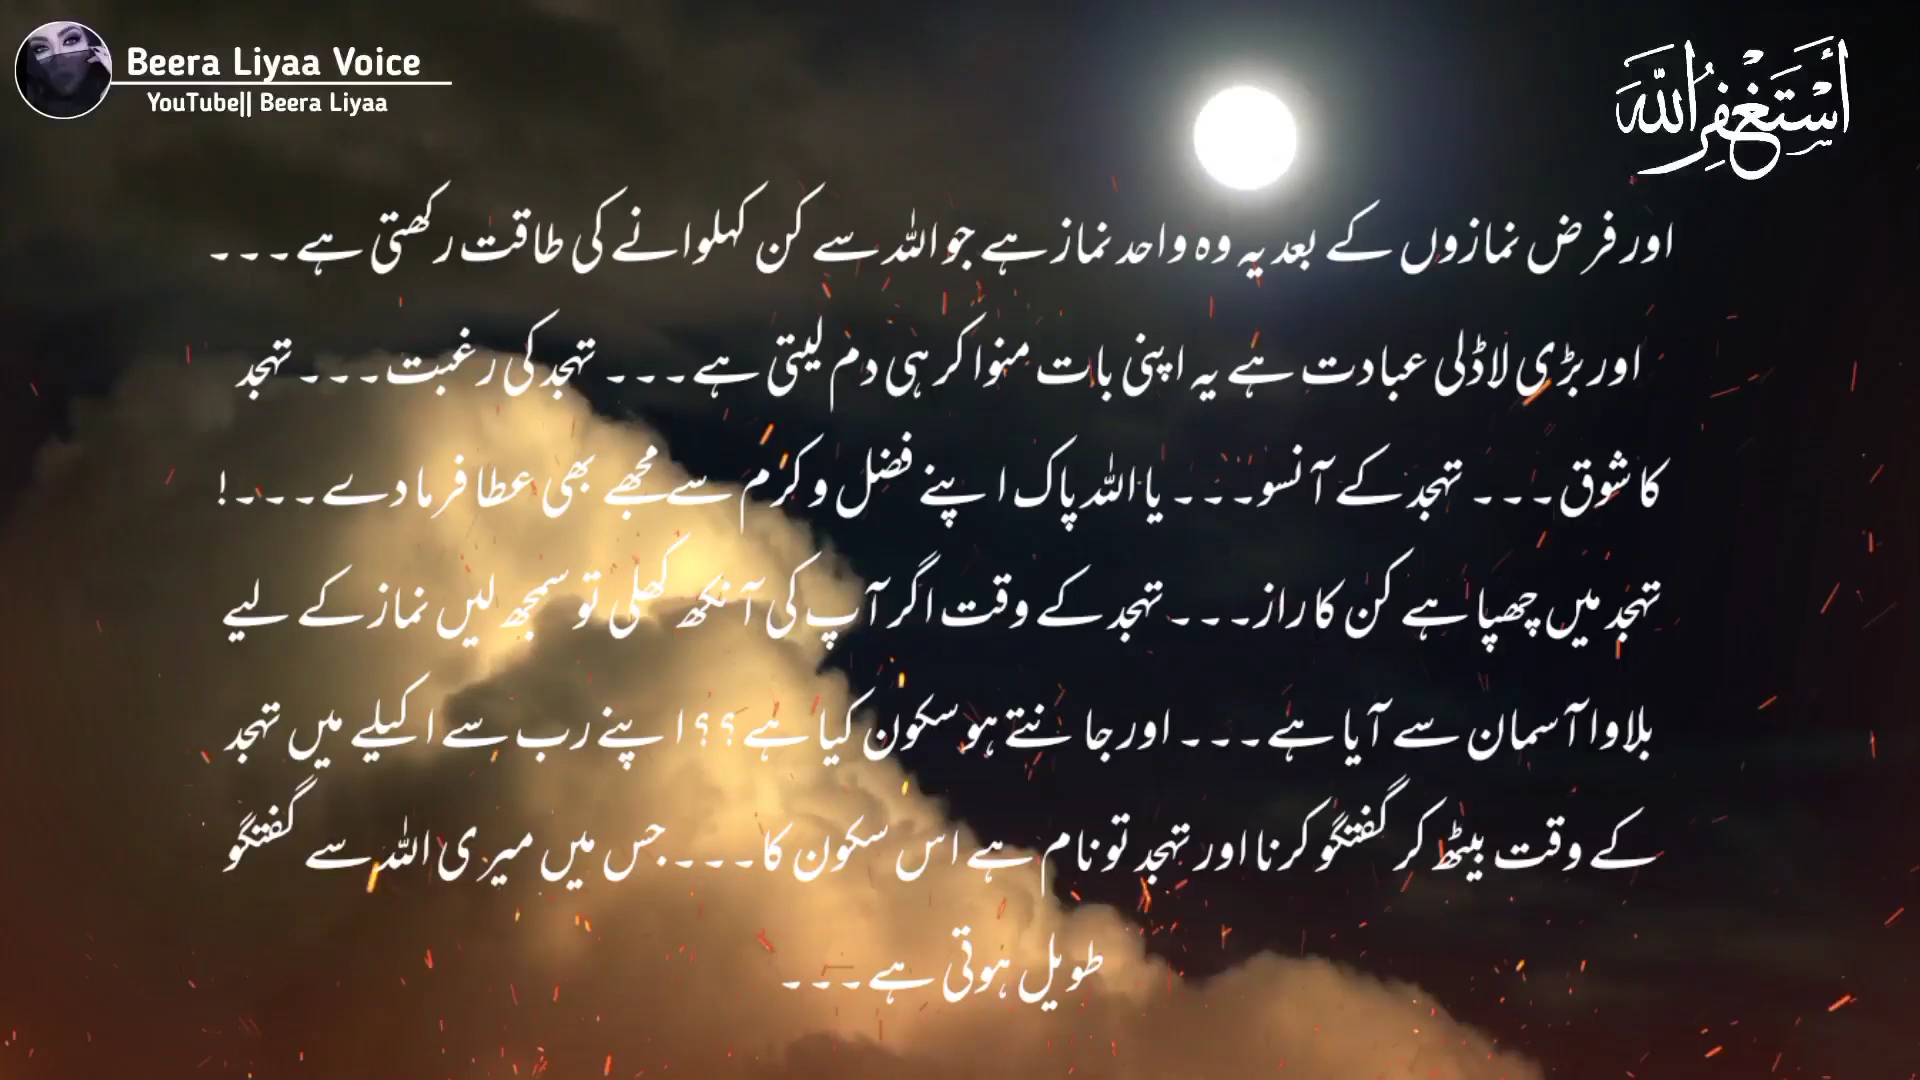 Beera Liyaa Voice
YouTube|| Beera Liyaa
أَسْتَغْفِرُاللّٰه
اور فرض نمازوں کے بعد یہ وہ واحد نماز ہے جو اللہ سے کن کہلوانے کی طاقت رکھتی ہے۔۔۔
اور بڑی لاڈلی عبادت ہے یہ اپنی بات منوا کر ہی دم لیتی ہے۔۔۔ تہجد کی رغبت۔۔۔ تہجد
کا شوق۔۔۔ تہجد کے آنسو۔۔۔ یا اللہ پاک اپنے فضل و کرم سے مجھے بھی عطا فرما دے۔۔۔!
تہجد میں چھپا ہے کن کا راز۔۔۔ تہجد کے وقت اگر آپ کی آنکھ کھلی تو سمجھ لیں نماز کے لیے
بلاوا آسمان سے آیا ہے۔۔۔ اور جانتے ہو سکون کیا ہے؟؟ اپنے رب سے اکیلے میں تہجد
کے وقت بیٹھ کر گفتگو کرنا اور تہجد تو نام ہے اس سکون کا۔۔۔ جس میں میری اللہ سے گفتگو
طویل ہوتی ہے۔۔۔